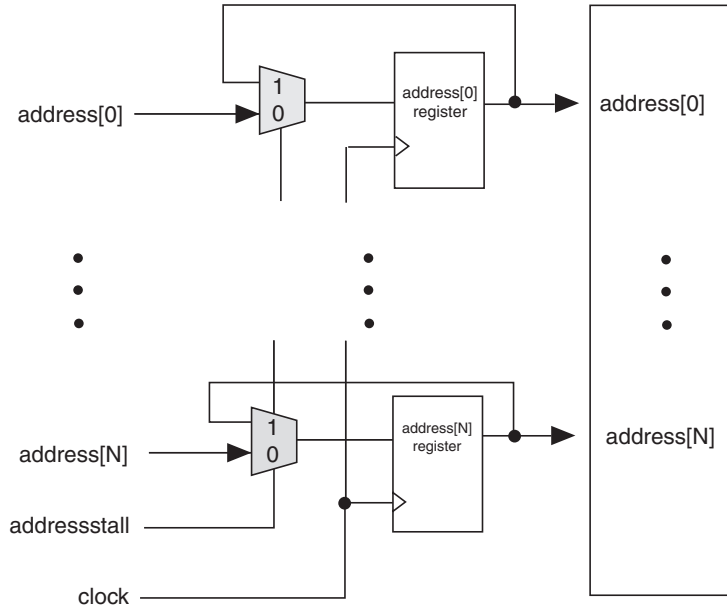 1
0
address[0]
address[0]
register
address[0]
1
0
address[N]
address[N]
register
address[N]
addressstall
clock